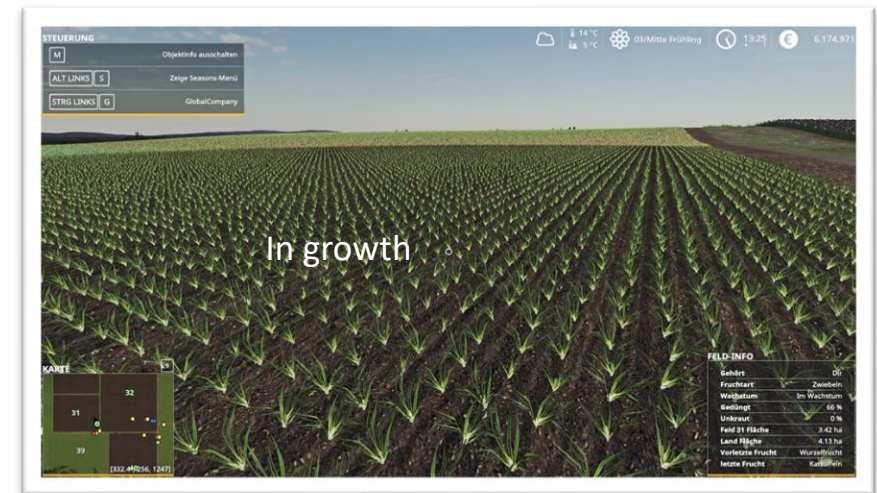 STEUERUNG
M Objektinfo ausschalten
ALT LINKS S Zeige Seasons-Menü
STRG LINKS G GlobalCompany
14 °C
5 °C
03/Mitte Frühling
13:25
€ 6.174.971
In growth
KARTE
32
31
39
FELD-INFO
Gehört Dir
Fruchtart Zwiebeln
Wachstum Im Wachstum
Gedüngt 66 %
Unkraut 0 %
Feld 31 Fläche 3.42 ha
Land Fläche 4.13 ha
Vorletzte Frucht Wurzelfrucht
letzte Frucht Kartoffeln